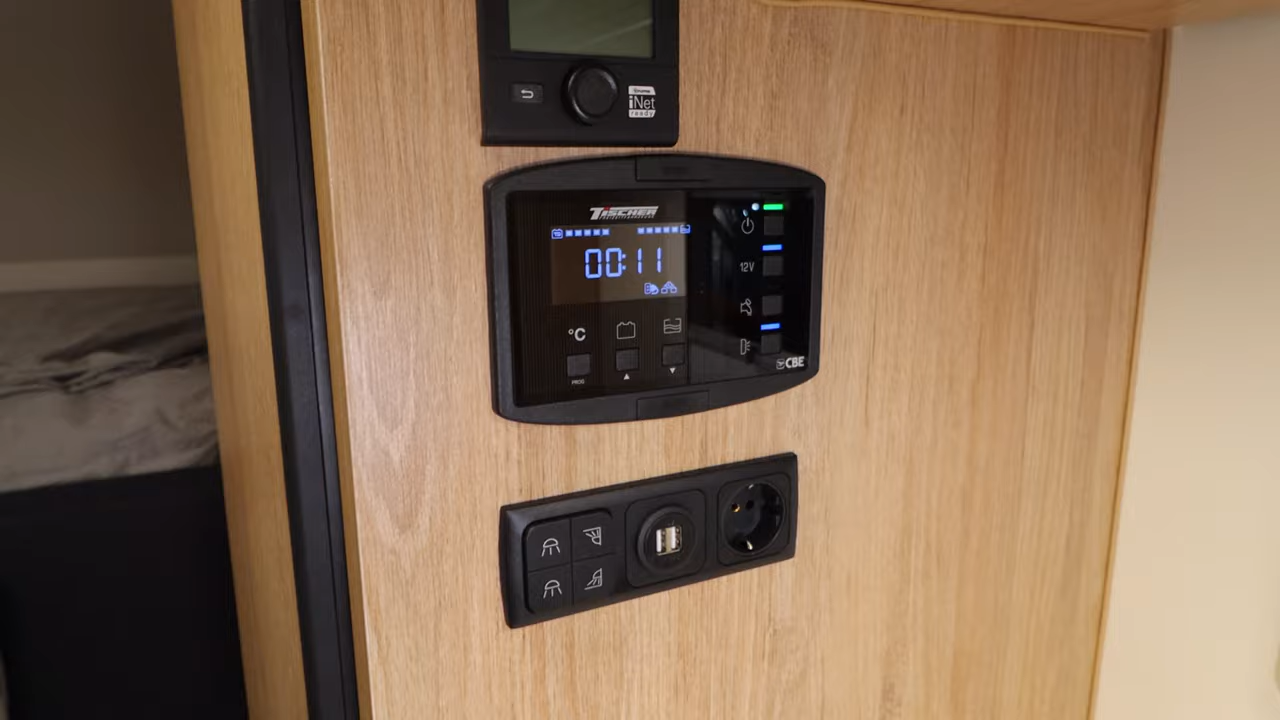 iNet
ready
TISCHER
00:11
12V
°C
PROG
CBE